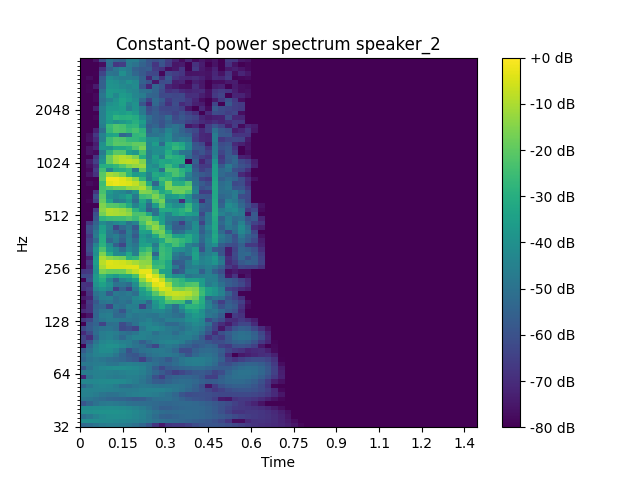 Constant-Q power spectrum speaker_2
+0 dB
-10 dB
-20 dB
-30 dB
-40 dB
-50 dB
-60 dB
-70 dB
-80 dB
Hz
2048
1024
512
256
128
64
32
0 0.15 0.3 0.45 0.6 0.75 0.9 1.1 1.2 1.4
Time